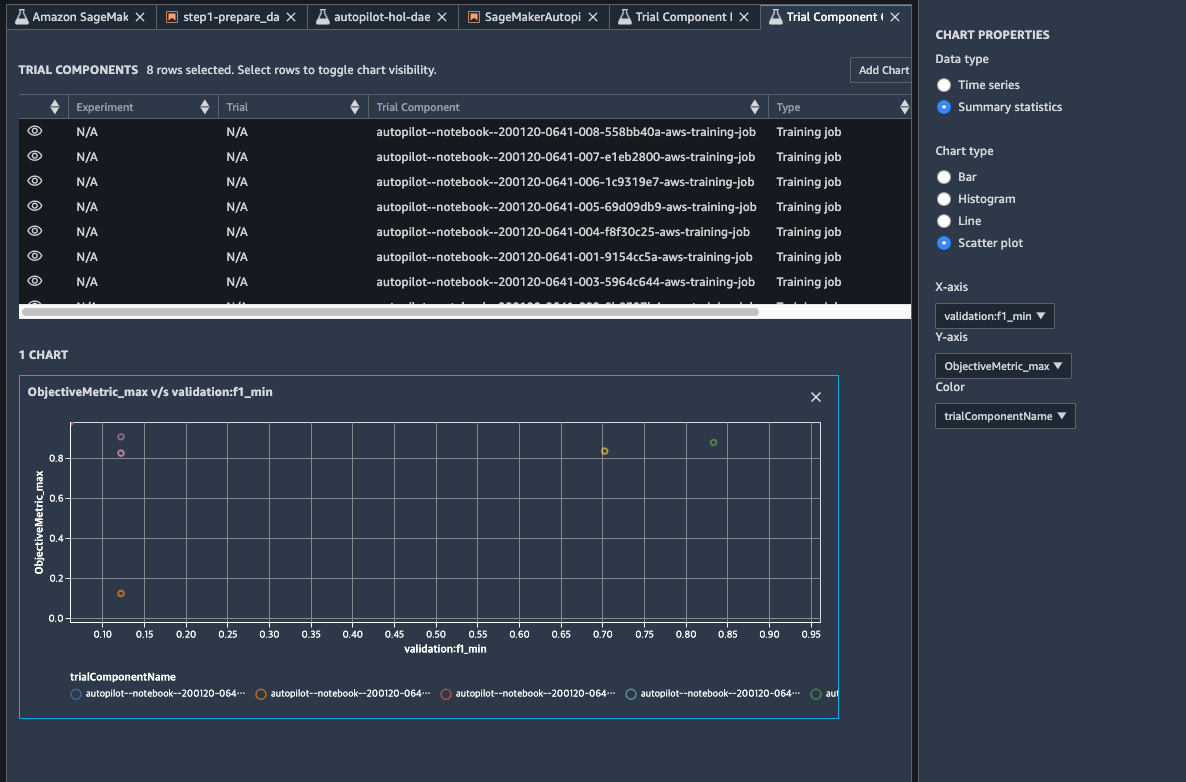 Amazon SageMak
step1-prepare_da
autopilot-hol-dae
SageMakerAutopi
Trial Component
Trial Component
TRIAL COMPONENTS 8 rows selected. Select rows to toggle chart visibility.
Add Chart
Experiment Trial Trial Component Type
N/A N/A autopilot--notebook--200120-0641-008-558bb40a-aws-training-job Training job
N/A N/A autopilot--notebook--200120-0641-007-e1eb2800-aws-training-job Training job
N/A N/A autopilot--notebook--200120-0641-006-1c9319e7-aws-training-job Training job
N/A N/A autopilot--notebook--200120-0641-005-69d09db9-aws-training-job Training job
N/A N/A autopilot--notebook--200120-0641-004-f8f30c25-aws-training-job Training job
N/A N/A autopilot--notebook--200120-0641-001-9154cc5a-aws-training-job Training job
N/A N/A autopilot--notebook--200120-0641-003-5964c644-aws-training-job Training job
1 CHART
ObjectiveMetric_max v/s validation:f1_min
ObjectiveMetric_max
0.8
0.6
0.4
0.2
0.0
0.10 0.15 0.20 0.25 0.30 0.35 0.40 0.45 0.50 0.55 0.60 0.65 0.70 0.75 0.80 0.85 0.90 0.95
validation:f1_min
trialComponentName
autopilot--notebook--200120-064… autopilot--notebook--200120-064… autopilot--notebook--200120-064… autopilot--notebook--200120-064… aut
CHART PROPERTIES
Data type
Time series
Summary statistics
Chart type
Bar
Histogram
Line
Scatter plot
X-axis
validation:f1_min
Y-axis
ObjectiveMetric_max
Color
trialComponentName